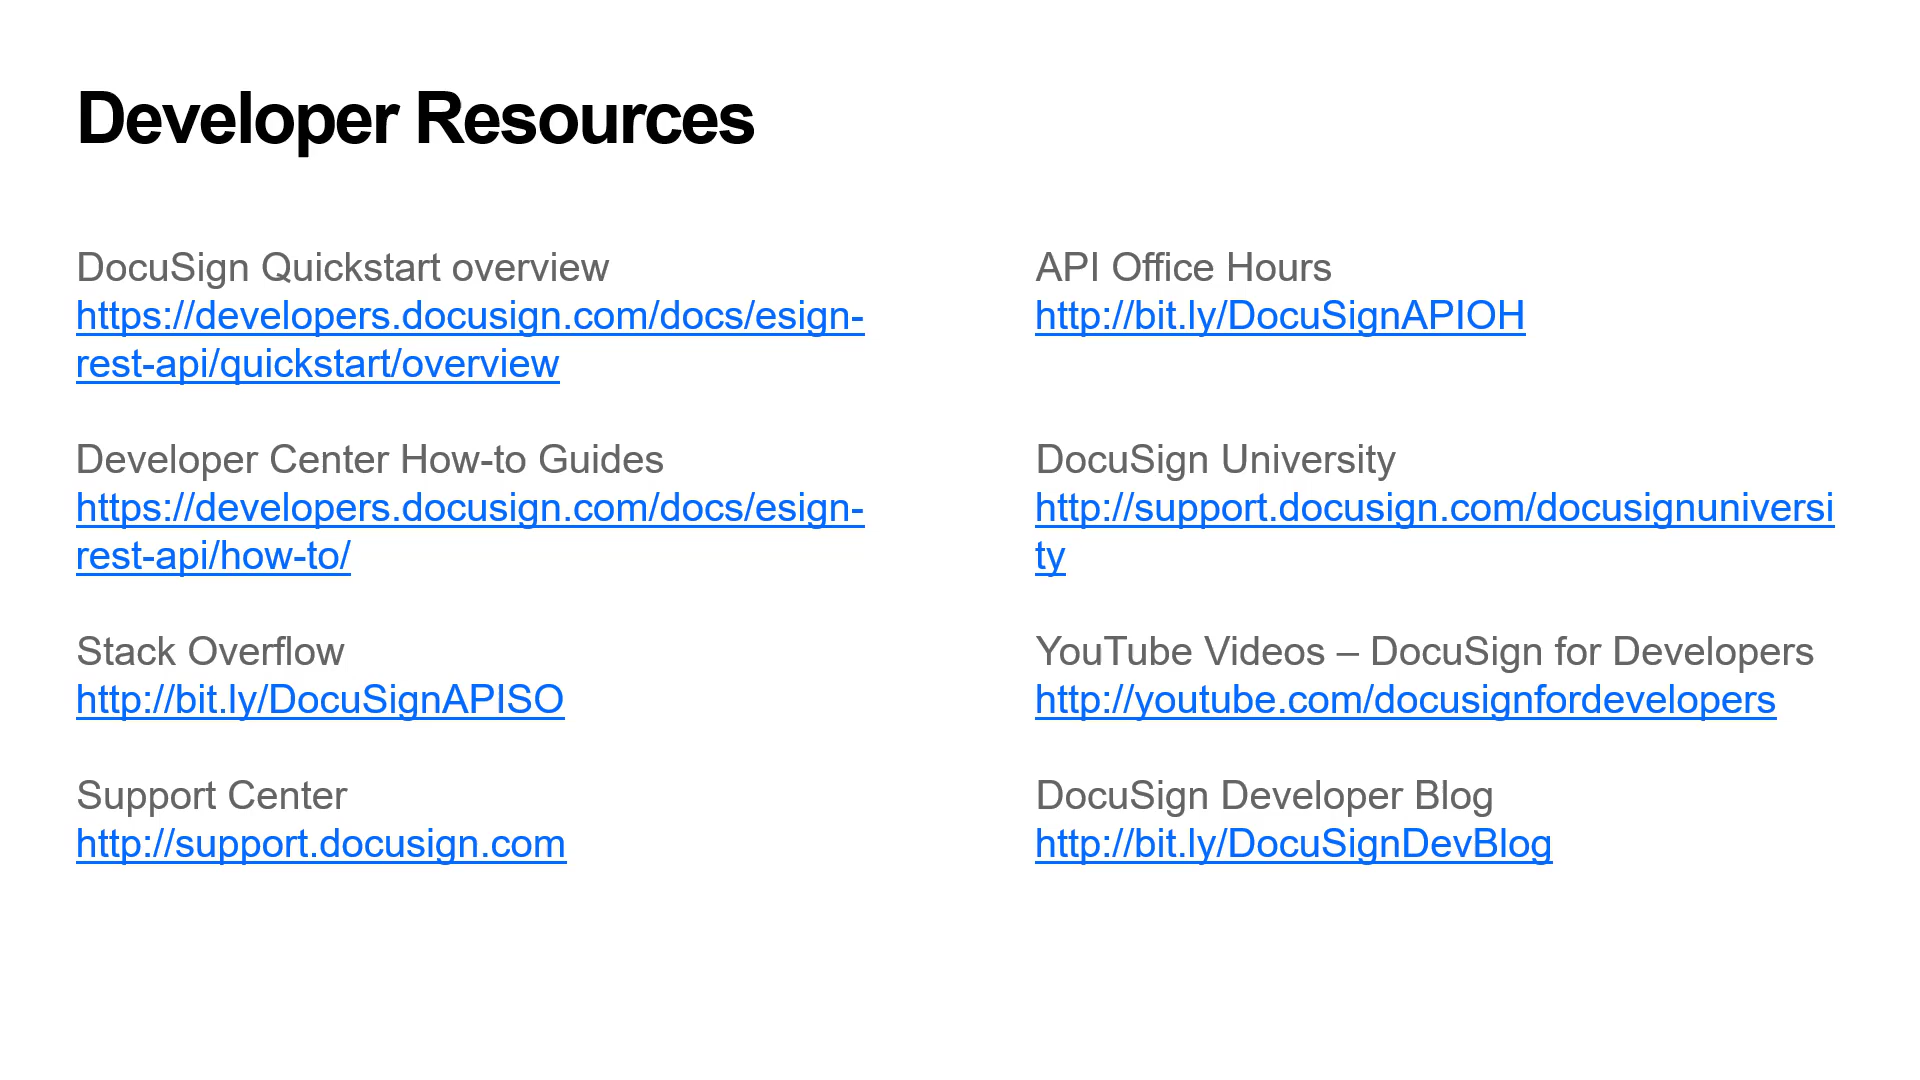 Developer Resources
DocuSign Quickstart overview
https://developers.docusign.com/docs/esign-
rest-api/quickstart/overview
Developer Center How-to Guides
https://developers.docusign.com/docs/esign-
rest-api/how-to/
Stack Overflow
http://bit.ly/DocuSignAPISO
Support Center
http://support.docusign.com
API Office Hours
http://bit.ly/DocuSignAPIOH
DocuSign University
http://support.docusign.com/docusignuniversi
ty
YouTube Videos – DocuSign for Developers
http://youtube.com/docusignfordevelopers
DocuSign Developer Blog
http://bit.ly/DocuSignDevBlog